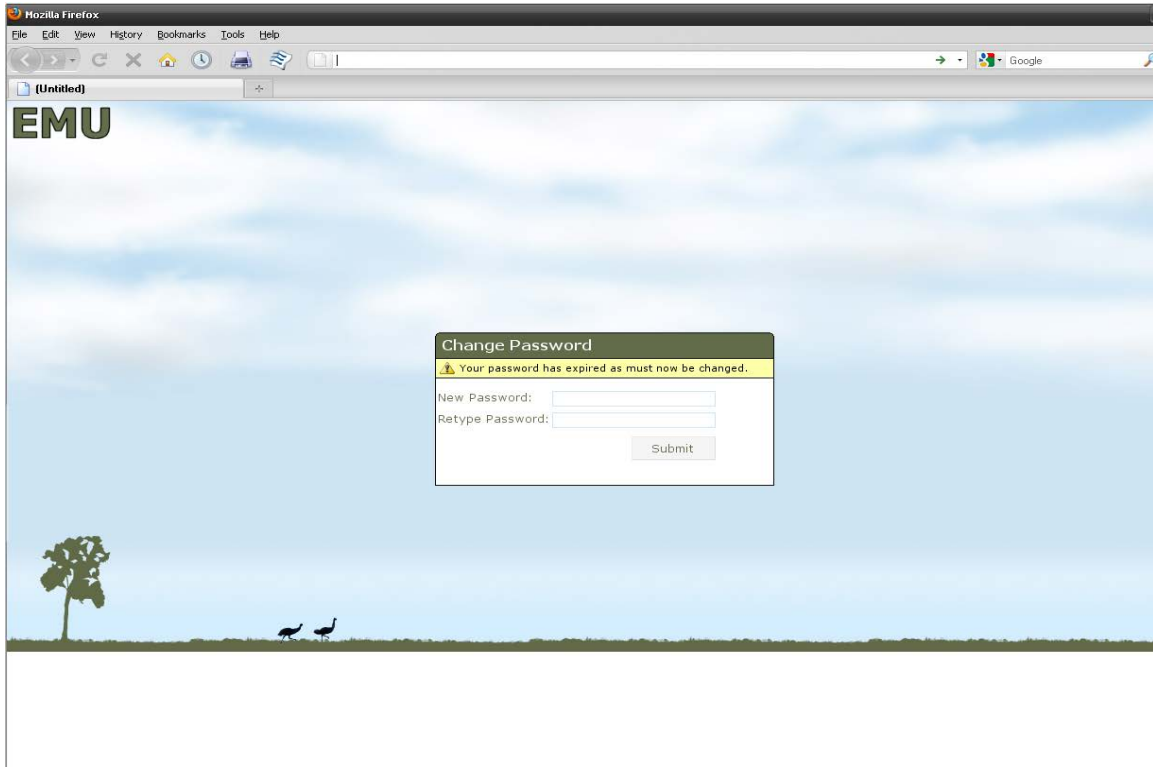 Mozilla Firefox
File Edit View History Bookmarks Tools Help
Google
(Untitled)
EMU
Change Password
Your password has expired as must now be changed.
New Password:
Retype Password:
Submit